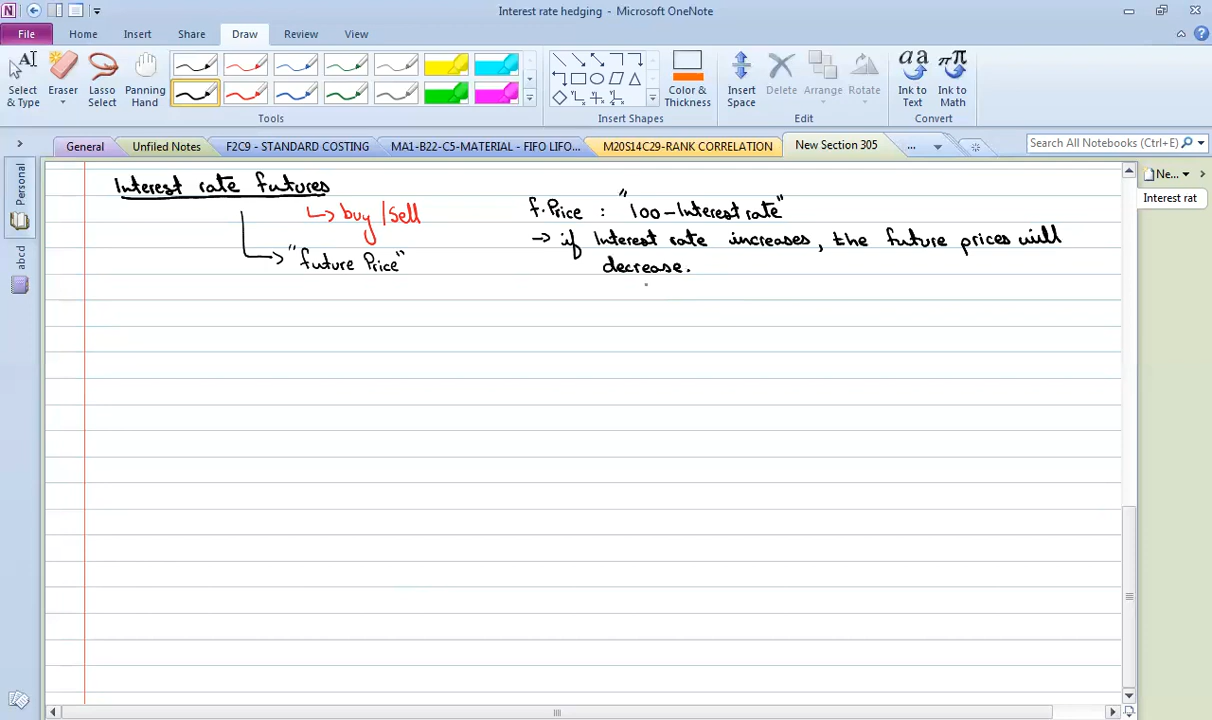 Interest rate hedging - Microsoft OneNote
File Home Insert Share Draw Review View
Select & Type
Eraser
Lasso Select
Panning Hand
Color & Thickness
Insert Space
Delete
Arrange
Rotate
Ink to Text
Ink to Math
Tools
Insert Shapes
Edit
Convert
General
Unfiled Notes
F2C9 - STANDARD COSTING
MA1-B22-C5-MATERIAL - FIFO LIFO...
M20S14C29-RANK CORRELATION
New Section 305
...
Search All Notebooks (Ctrl+E)
Personal
abcd
Ne...
Interest rat
Interest rate futures
↳ buy / Sell
↳ "future Price"
f. Price : "100 - Interest rate"
→ if Interest rate increases, the future prices will
decrease.